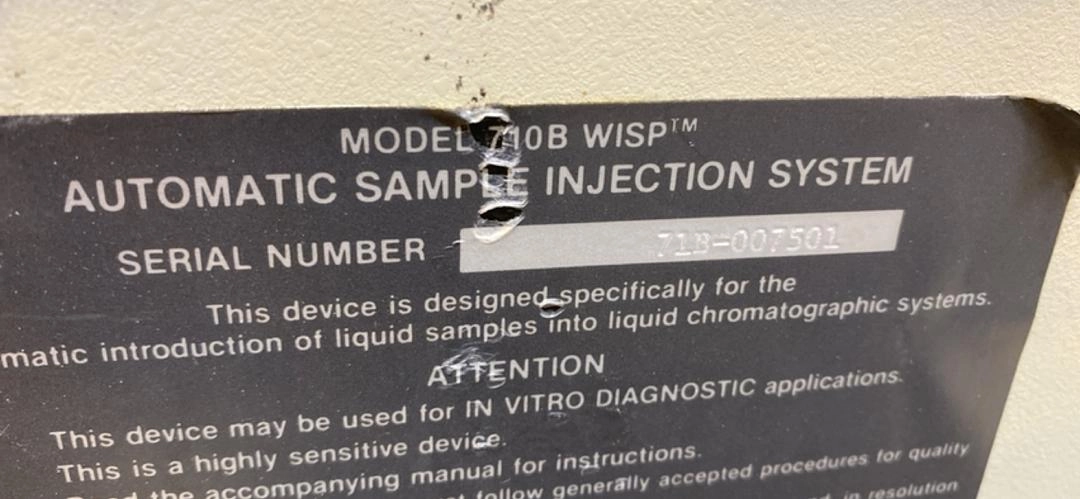 MODEL 710B WISP™
AUTOMATIC SAMPLE INJECTION SYSTEM
SERIAL NUMBER 71B-007501
This device is designed specifically for the
matic introduction of liquid samples into liquid chromatographic systems.
ATTENTION
This device may be used for IN VITRO DIAGNOSTIC applications.
This is a highly sensitive device.
the accompanying manual for instructions.
follow generally accepted procedures for quality
in resolution